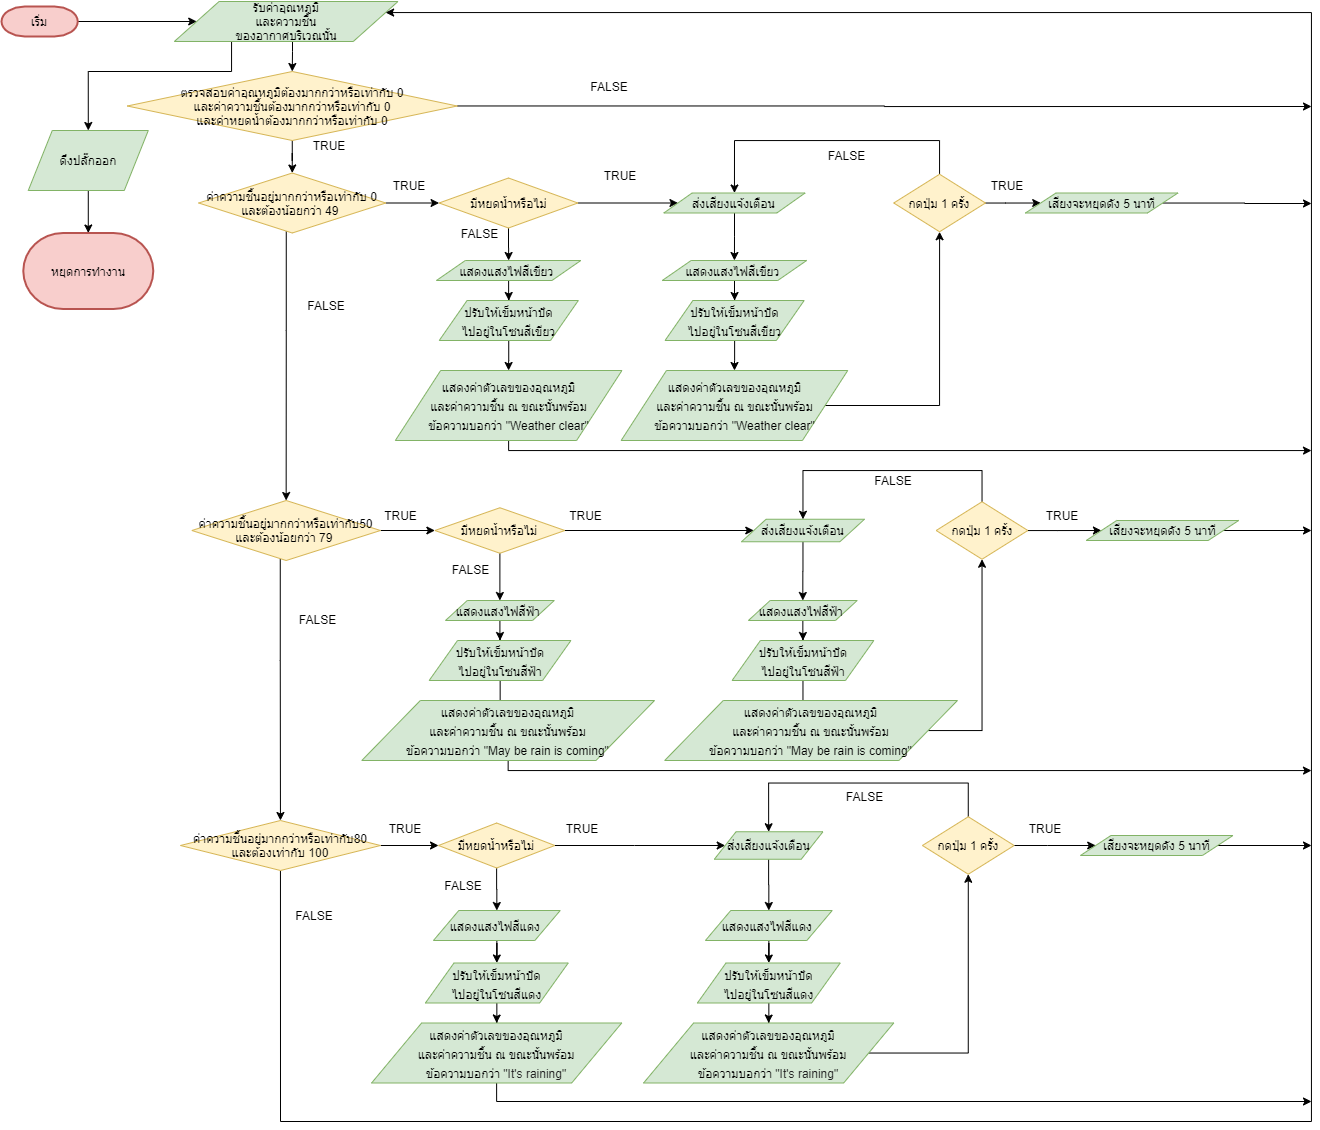 เริ่ม
รับค่าอุณหภูมิ
และความชื้น
ของอากาศบริเวณนั้น
ตรวจสอบค่าอุณหภูมิต้องมากกว่าหรือเท่ากับ 0
และค่าความชื้นต้องมากกว่าหรือเท่ากับ 0
และค่าหยดน้ำต้องมากกว่าหรือเท่ากับ 0
FALSE
TRUE
ดึงปลั๊กออก
หยุดการทำงาน
ค่าความชื้นอยู่มากกว่าหรือเท่ากับ 0
และต้องน้อยกว่า 49
TRUE
FALSE
มีหยดน้ำหรือไม่
TRUE
FALSE
แสดงแสงไฟสีเขียว
ปรับให้เข็มหน้าปัด
ไปอยู่ในโซนสีเขียว
แสดงค่าตัวเลขของอุณหภูมิ
และค่าความชื้น ณ ขณะนั้นพร้อม
ข้อความบอกว่า "Weather clear"
ส่งเสียงแจ้งเตือน
แสดงแสงไฟสีเขียว
ปรับให้เข็มหน้าปัด
ไปอยู่ในโซนสีเขียว
แสดงค่าตัวเลขของอุณหภูมิ
และค่าความชื้น ณ ขณะนั้นพร้อม
ข้อความบอกว่า "Weather clear"
FALSE
กดปุ่ม 1 ครั้ง
TRUE
เสียงจะหยุดดัง 5 นาที
ค่าความชื้นอยู่มากกว่าหรือเท่ากับ50
และต้องน้อยกว่า 79
TRUE
FALSE
มีหยดน้ำหรือไม่
TRUE
FALSE
แสดงแสงไฟสีฟ้า
ปรับให้เข็มหน้าปัด
ไปอยู่ในโซนสีฟ้า
แสดงค่าตัวเลขของอุณหภูมิ
และค่าความชื้น ณ ขณะนั้นพร้อม
ข้อความบอกว่า "May be rain is coming"
ส่งเสียงแจ้งเตือน
แสดงแสงไฟสีฟ้า
ปรับให้เข็มหน้าปัด
ไปอยู่ในโซนสีฟ้า
แสดงค่าตัวเลขของอุณหภูมิ
และค่าความชื้น ณ ขณะนั้นพร้อม
ข้อความบอกว่า "May be rain is coming"
FALSE
กดปุ่ม 1 ครั้ง
TRUE
เสียงจะหยุดดัง 5 นาที
ค่าความชื้นอยู่มากกว่าหรือเท่ากับ80
และต้องเท่ากับ 100
TRUE
FALSE
มีหยดน้ำหรือไม่
TRUE
FALSE
แสดงแสงไฟสีแดง
ปรับให้เข็มหน้าปัด
ไปอยู่ในโซนสีแดง
แสดงค่าตัวเลขของอุณหภูมิ
และค่าความชื้น ณ ขณะนั้นพร้อม
ข้อความบอกว่า "It's raining"
ส่งเสียงแจ้งเตือน
แสดงแสงไฟสีแดง
ปรับให้เข็มหน้าปัด
ไปอยู่ในโซนสีแดง
แสดงค่าตัวเลขของอุณหภูมิ
และค่าความชื้น ณ ขณะนั้นพร้อม
ข้อความบอกว่า "It's raining"
FALSE
กดปุ่ม 1 ครั้ง
TRUE
เสียงจะหยุดดัง 5 นาที